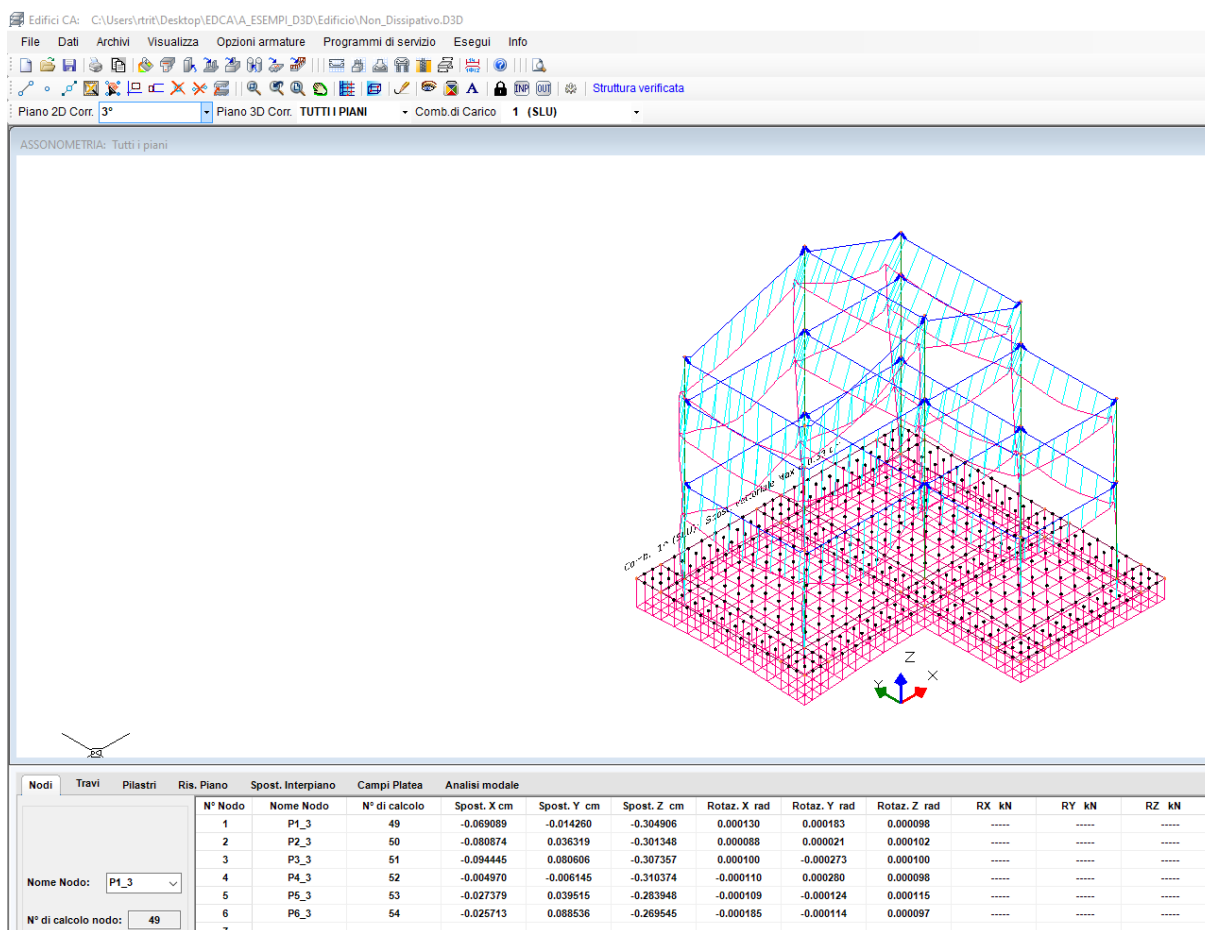 Edifici CA: C:\Users\rtrit\Desktop\EDCA\A_ESEMPI_D3D\Edificio\Non_Dissipativo.D3D
File Dati Archivi Visualizza Opzioni armature Programmi di servizio Esegui Info
A INP OUT Struttura verificata
Piano 2D Corr. 3° Piano 3D Corr. TUTTI I PIANI Comb.di Carico 1 (SLU)
ASSONOMETRIA: Tutti i piani
Comb. 1^ (SLU): Spost. vettoriale Max
Z
Y X
Nodi Travi Pilastri Ris. Piano Spost. Interpiano Campi Platea Analisi modale
N° Nodo Nome Nodo N° di calcolo Spost. X cm Spost. Y cm Spost. Z cm Rotaz. X rad Rotaz. Y rad Rotaz. Z rad RX kN RY kN RZ kN
1 P1_3 49 -0.069089 -0.014260 -0.304906 0.000130 0.000183 0.000098 ----- ----- -----
2 P2_3 50 -0.080874 0.036319 -0.301348 0.000088 0.000021 0.000102 ----- ----- -----
3 P3_3 51 -0.094445 0.080606 -0.307357 0.000100 -0.000273 0.000100 ----- ----- -----
4 P4_3 52 -0.004970 -0.006145 -0.310374 -0.000110 0.000280 0.000098 ----- ----- -----
5 P5_3 53 -0.027379 0.039515 -0.283948 -0.000109 -0.000124 0.000115 ----- ----- -----
6 P6_3 54 -0.025713 0.088536 -0.269545 -0.000185 -0.000114 0.000097 ----- ----- -----
Nome Nodo: P1_3
N° di calcolo nodo: 49